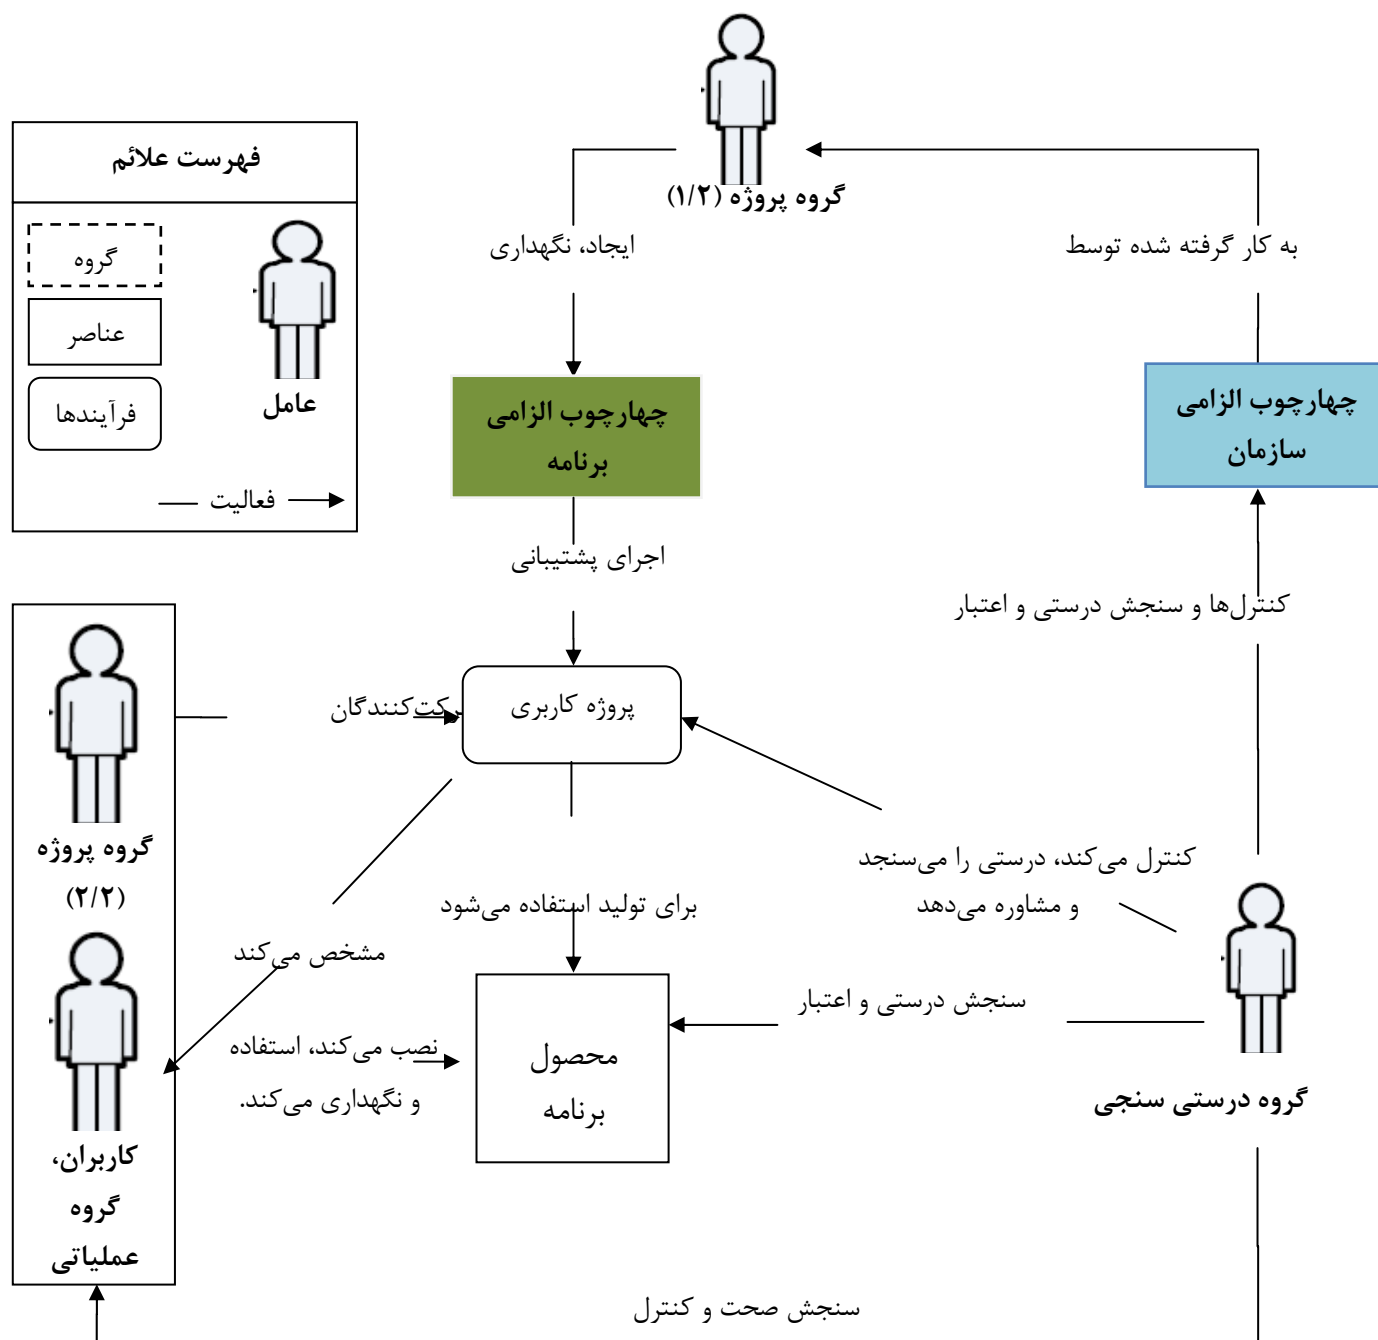 گروه پروژه (۱/۲)
فهرست علائم
گروه
عناصر
فرآیندها
عامل
فعالیت
ایجاد، نگهداری
به کار گرفته شده توسط
چهارچوب الزامی
برنامه
چهارچوب الزامی
سازمان
اجرای پشتیبانی
کنترل‌ها و سنجش درستی و اعتبار
پروژه کاربری
گروه پروژه
(۲/۲)
کنترل می‌کند، درستی را می‌سنجد
و مشاوره می‌دهد
برای تولید استفاده می‌شود
مشخص می‌کند
سنجش درستی و اعتبار
نصب می‌کند، استفاده
و نگهداری می‌کند.
محصول
برنامه
گروه درستی سنجی
کاربران،
گروه
عملیاتی
سنجش صحت و کنترل